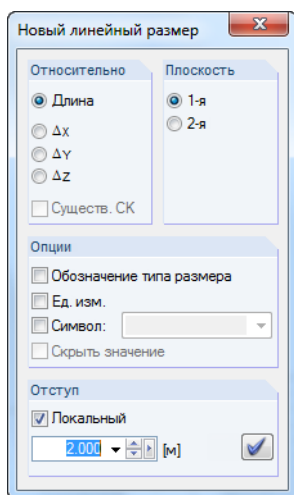 Новый линейный размер
Относительно
Плоскость
Длина
1-я
ΔX
2-я
ΔY
ΔZ
Существ. СК
Опции
Обозначение типа размера
Ед. изм.
Символ:
Скрыть значение
Отступ
Локальный
2.000 [м]